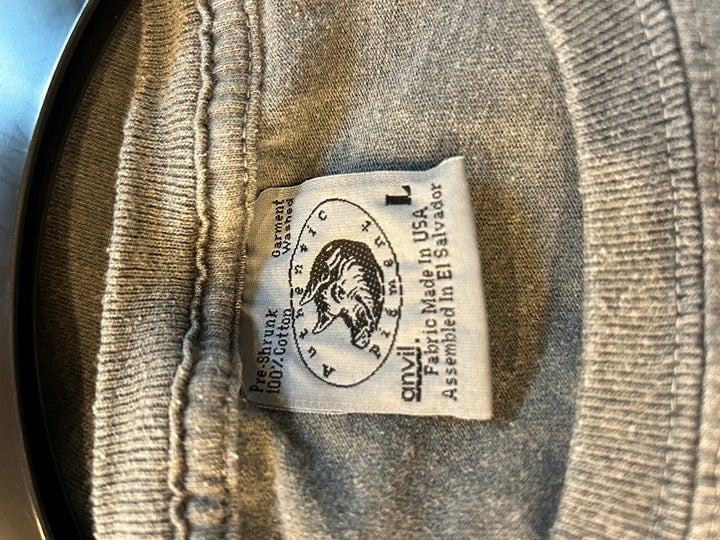 Pre-Shrunk
100% Cotton
Garment
Washed
Authentic
Pigment
anvil.
L
Fabric Made In USA
Assembled In El Salvador